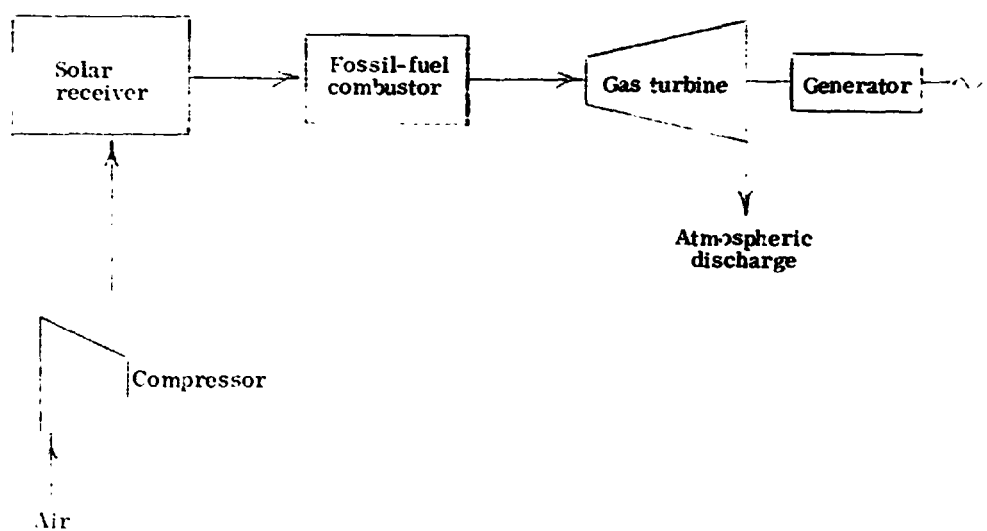 Solar
receiver
Fossil-fuel
combustor
Gas turbine
Generator
Atmospheric
discharge
Compressor
Air